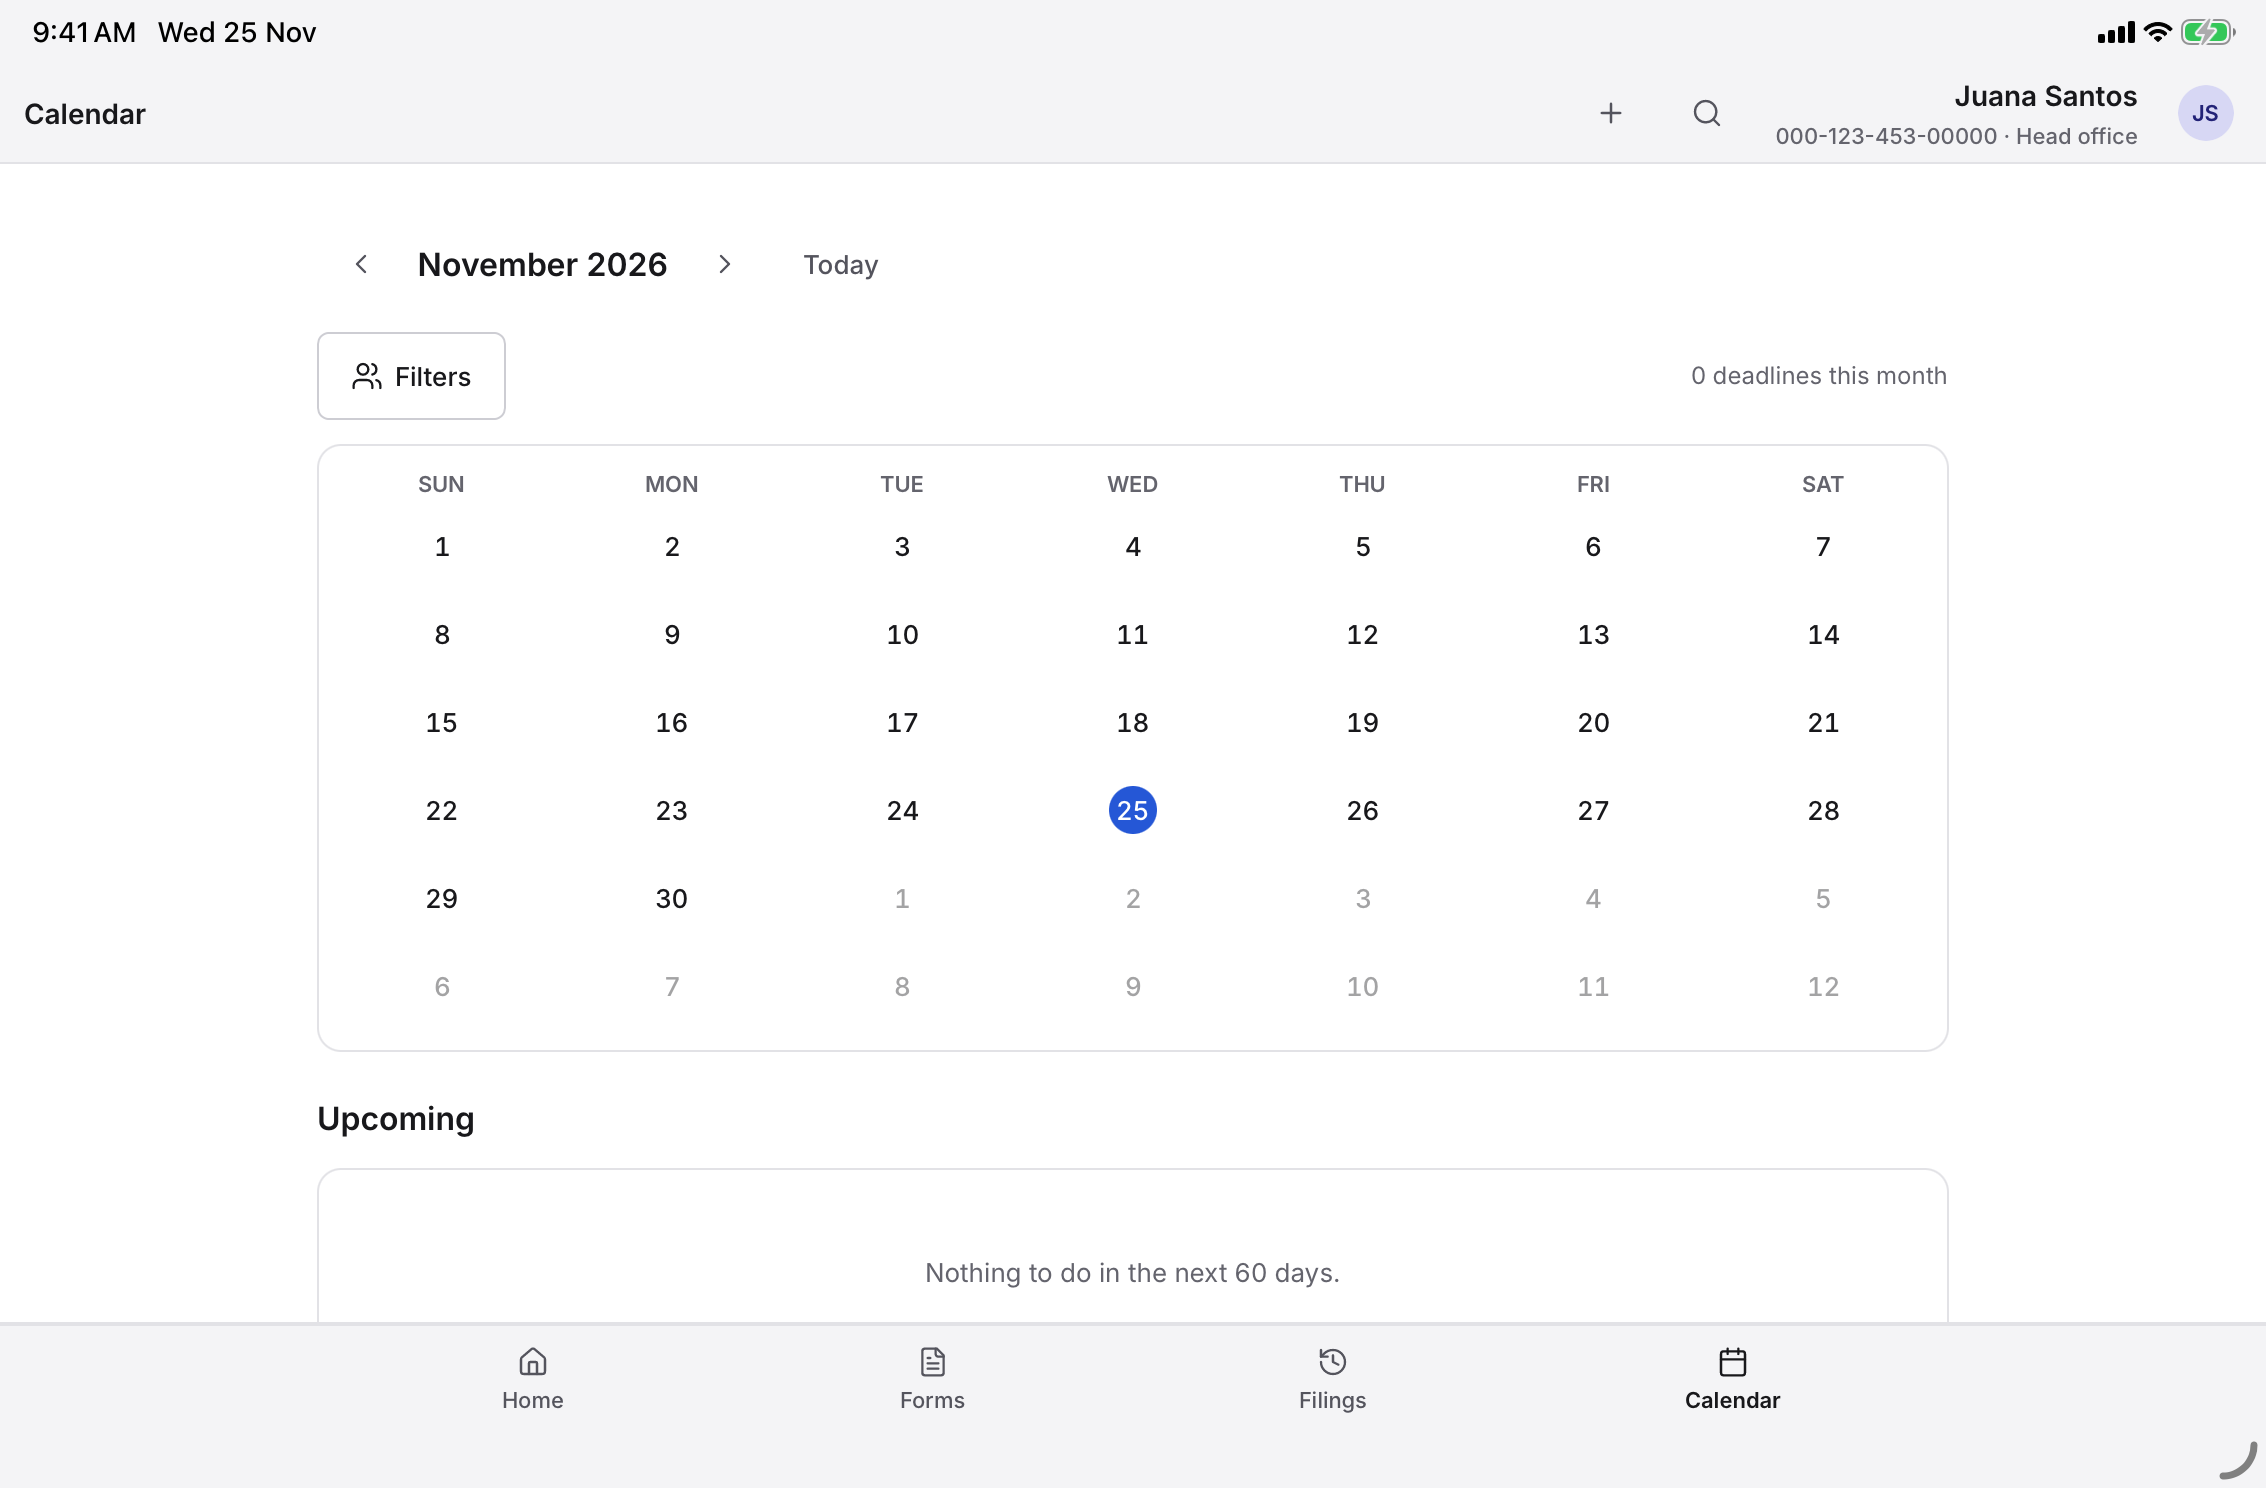 9:41 AM Wed 25 Nov
Calendar
Juana Santos
000-123-453-00000 · Head office
JS
November 2026
Today
Filters
0 deadlines this month
SUN MON TUE WED THU FRI SAT
1 2 3 4 5 6 7
8 9 10 11 12 13 14
15 16 17 18 19 20 21
22 23 24 25 26 27 28
29 30 1 2 3 4 5
6 7 8 9 10 11 12
Upcoming
Nothing to do in the next 60 days.
Home Forms Filings Calendar